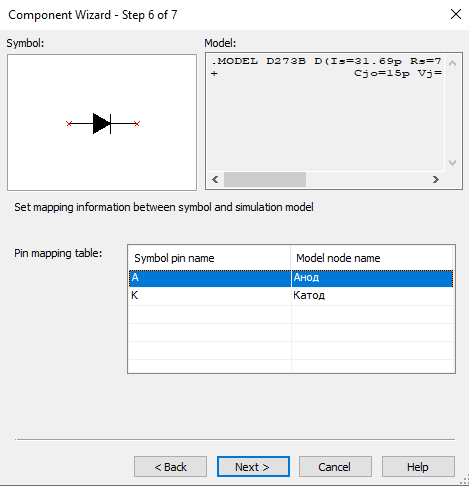 Component Wizard - Step 6 of 7
Symbol:
Model:
.MODEL D273B D(Is=31.69p Rs=7
+ Cjo=15p Vj=
Set mapping information between symbol and simulation model
Pin mapping table:
Symbol pin name Model node name
A Анод
K Катод
< Back Next > Cancel Help